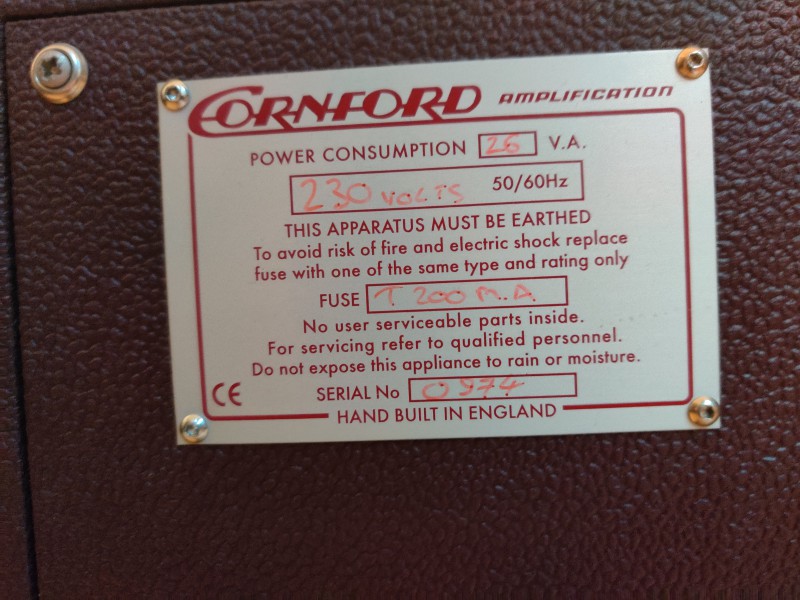 CORNFORD AMPLIFICATION
POWER CONSUMPTION 26 V.A.
230 VOLTS 50/60Hz
THIS APPARATUS MUST BE EARTHED
To avoid risk of fire and electric shock replace
fuse with one of the same type and rating only
FUSE T 200 M.A
No user serviceable parts inside.
For servicing refer to qualified personnel.
Do not expose this appliance to rain or moisture.
CE SERIAL No 0974
HAND BUILT IN ENGLAND